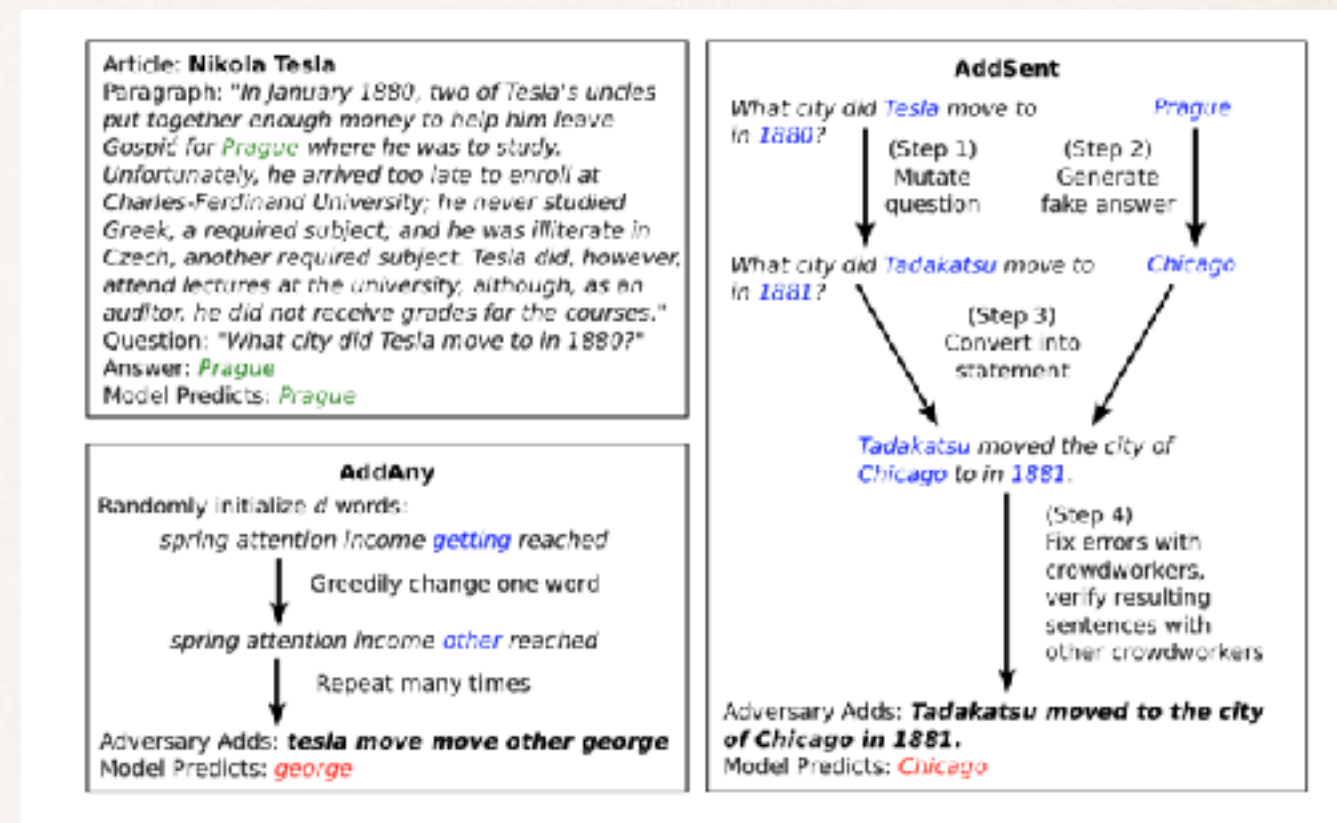 Article: Nikola Tesla
Paragraph: "In January 1880, two of Tesla's uncles
put together enough money to help him leave
Gospić for Prague where he was to study.
Unfortunately, he arrived too late to enroll at
Charles-Ferdinand University; he never studied
Greek, a required subject; and he was illiterate in
Czech, another required subject. Tesla did, however,
attend lectures at the university, although, as an
auditor, he did not receive grades for the courses."
Question: "What city did Tesla move to in 1880?"
Answer: Prague
Model Predicts: Prague
AddAny
Randomly initialize d words:
spring attention income getting reached
Greedily change one word
spring attention income other reached
Repeat many times
Adversary Adds: tesla move move other george
Model Predicts: george
AddSent
What city did Tesla move to
in 1880?
Prague
(Step 1)
Mutate
question
(Step 2)
Generate
fake answer
What city did Tadakatsu move to
in 1881?
Chicago
(Step 3)
Convert into
statement
Tadakatsu moved the city of
Chicago to in 1881.
(Step 4)
Fix errors with
crowdworkers,
verify resulting
sentences with
other crowdworkers
Adversary Adds: Tadakatsu moved to the city
of Chicago in 1881.
Model Predicts: Chicago